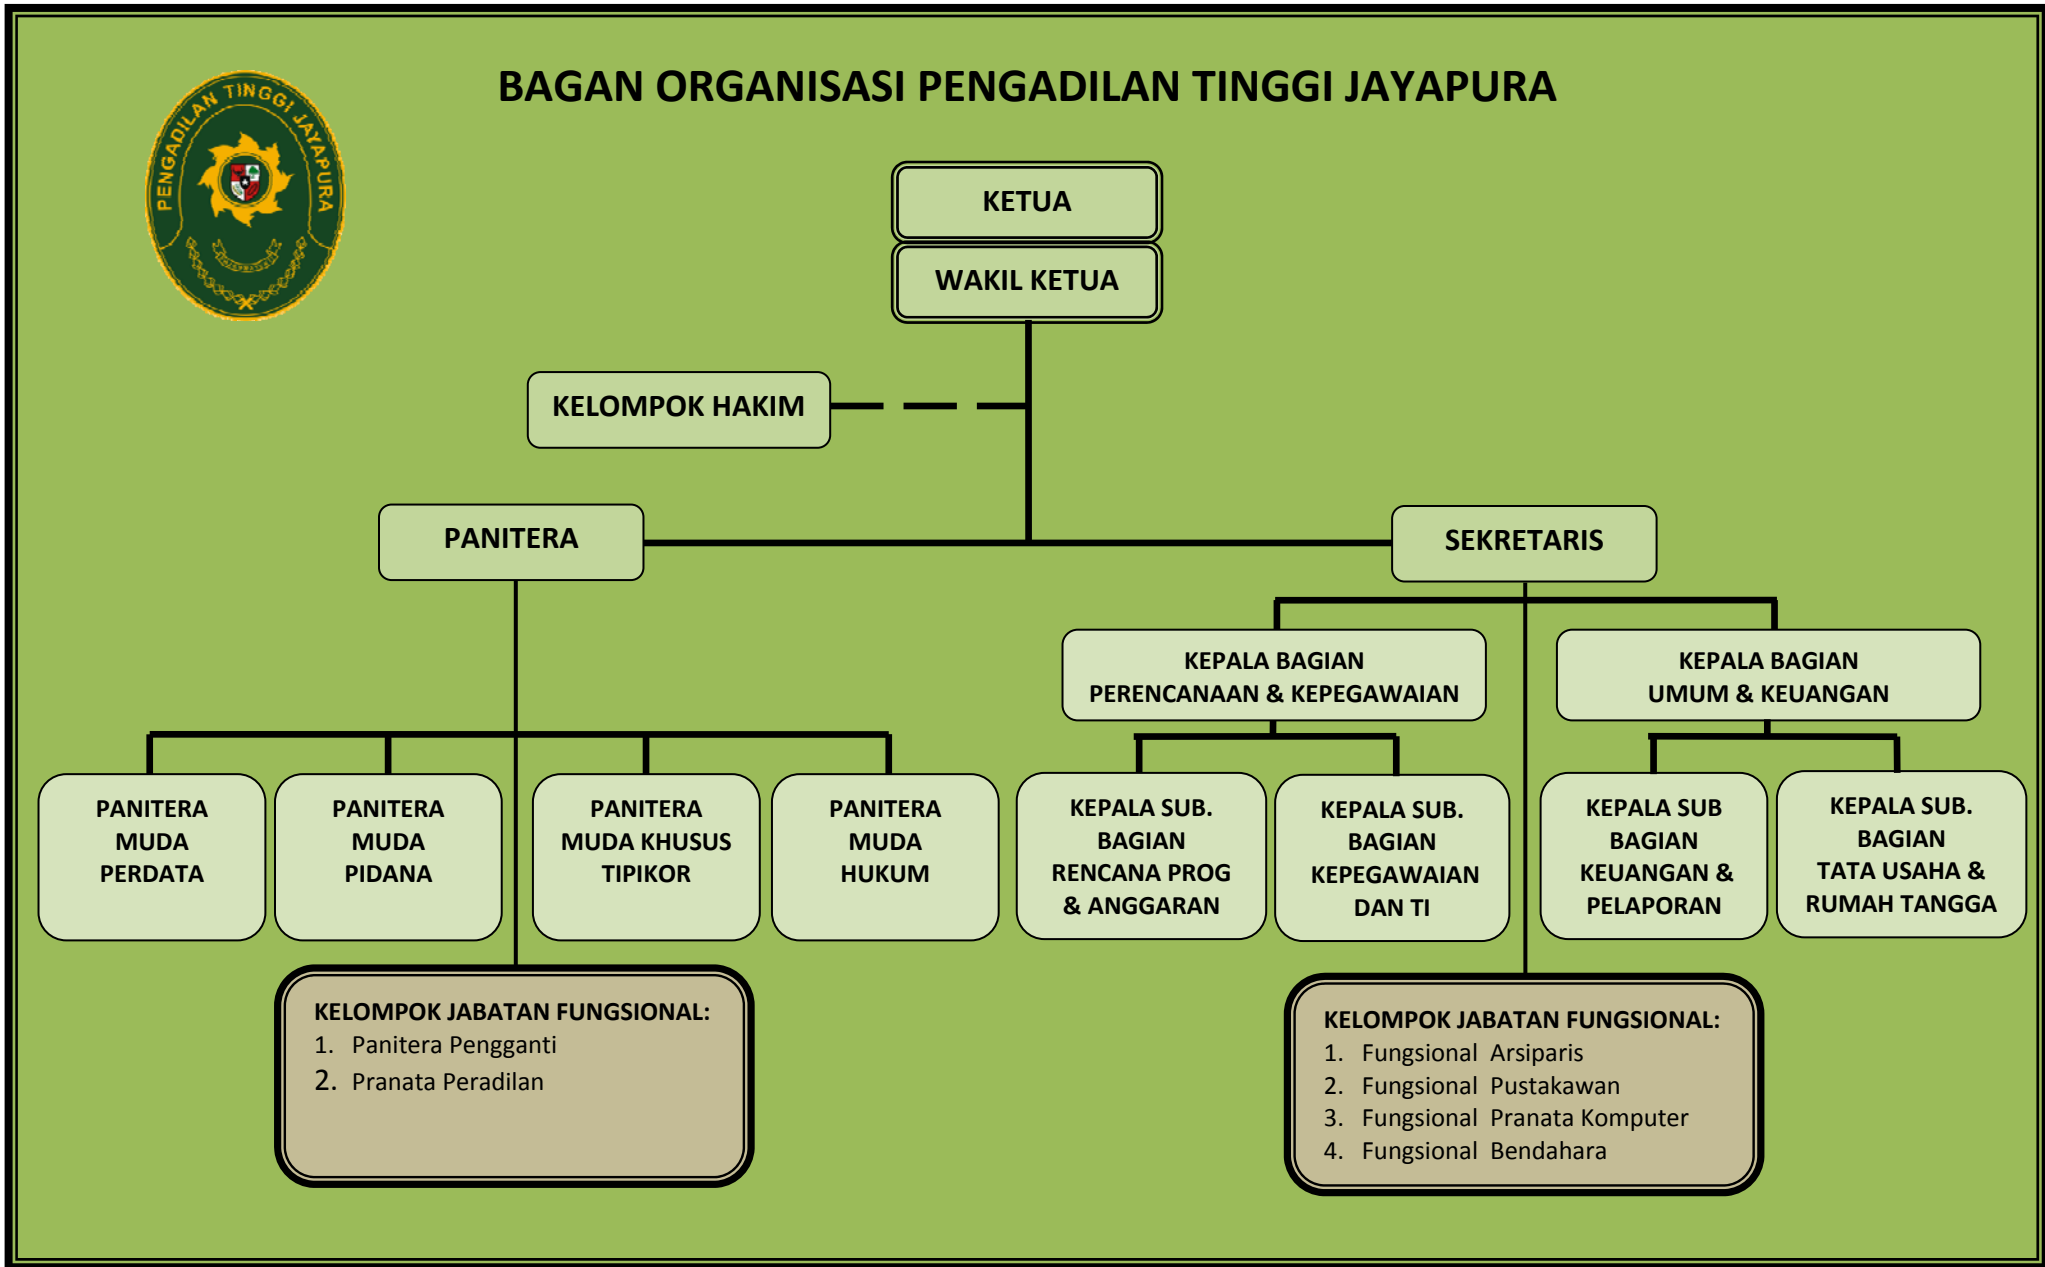 BAGAN ORGANISASI PENGADILAN TINGGI JAYAPURA
PENGADILAN TINGGI JAYAPURA
KETUA
WAKIL KETUA
KELOMPOK HAKIM
PANITERA
SEKRETARIS
KEPALA BAGIAN
PERENCANAAN & KEPEGAWAIAN
KEPALA BAGIAN
UMUM & KEUANGAN
PANITERA
MUDA
PERDATA
PANITERA
MUDA
PIDANA
PANITERA
MUDA KHUSUS
TIPIKOR
PANITERA
MUDA
HUKUM
KEPALA SUB.
BAGIAN
RENCANA PROG
& ANGGARAN
KEPALA SUB.
BAGIAN
KEPEGAWAIAN
DAN TI
KEPALA SUB
BAGIAN
KEUANGAN &
PELAPORAN
KEPALA SUB.
BAGIAN
TATA USAHA &
RUMAH TANGGA
KELOMPOK JABATAN FUNGSIONAL:
1. Panitera Pengganti
2. Pranata Peradilan
KELOMPOK JABATAN FUNGSIONAL:
1. Fungsional Arsiparis
2. Fungsional Pustakawan
3. Fungsional Pranata Komputer
4. Fungsional Bendahara